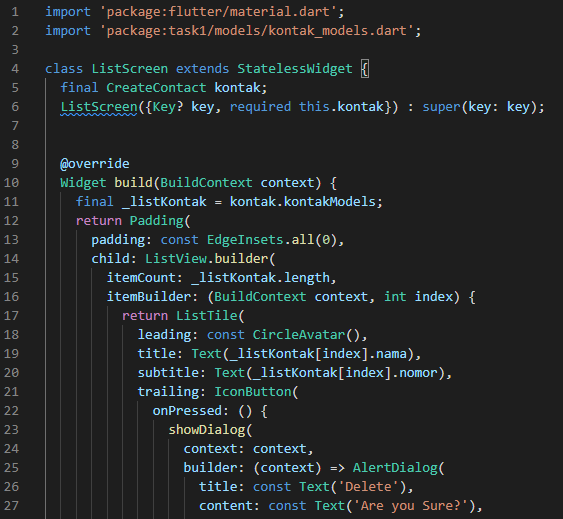 1 import 'package:flutter/material.dart';
2 import 'package:task1/models/kontak_models.dart';
3
4 class ListScreen extends StatelessWidget {
5 final CreateContact kontak;
6 ListScreen({Key? key, required this.kontak}) : super(key: key);
7
8
9 @override
10 Widget build(BuildContext context) {
11 final _listKontak = kontak.kontakModels;
12 return Padding(
13 padding: const EdgeInsets.all(0),
14 child: ListView.builder(
15 itemCount: _listKontak.length,
16 itemBuilder: (BuildContext context, int index) {
17 return ListTile(
18 leading: const CircleAvatar(),
19 title: Text(_listKontak[index].nama),
20 subtitle: Text(_listKontak[index].nomor),
21 trailing: IconButton(
22 onPressed: () {
23 showDialog(
24 context: context,
25 builder: (context) => AlertDialog(
26 title: const Text('Delete'),
27 content: const Text('Are you Sure?'),